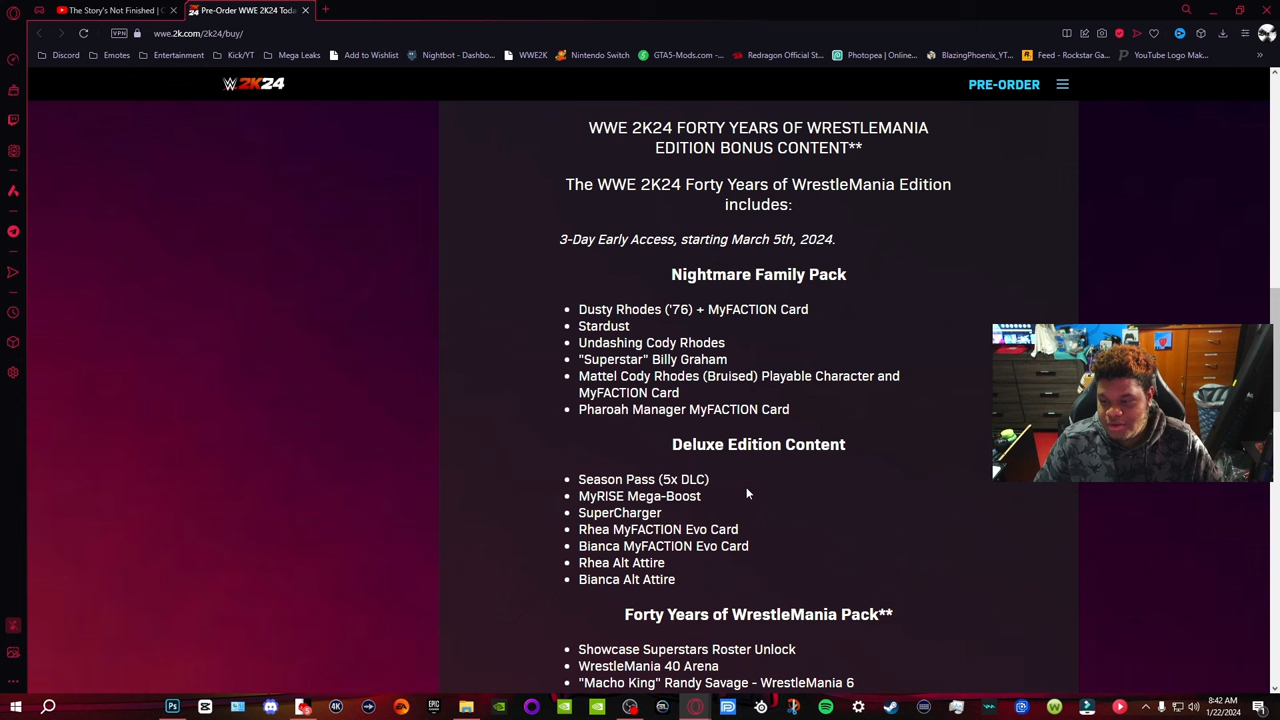 The Story's Not Finished | C
Pre-Order WWE 2K24 Toda
VPN
www.2k.com/2k24/buy/
Discord
Emotes
Entertainment
Kick/YT
Mega Leaks
Add to Wishlist
Nightbot - Dashbo...
WWE2K
Nintendo Switch
GTA5-Mods.com -...
Redragon Official St...
Photopea | Online...
BlazingPhoenix_YT...
Feed - Rockstar Ga...
YouTube Logo Mak...
W 2K24
PRE-ORDER
WWE 2K24 FORTY YEARS OF WRESTLEMANIA
EDITION BONUS CONTENT**
The WWE 2K24 Forty Years of WrestleMania Edition
includes:
3-Day Early Access, starting March 5th, 2024.
Nightmare Family Pack
• Dusty Rhodes ('76) + MyFACTION Card
• Stardust
• Undashing Cody Rhodes
• "Superstar" Billy Graham
• Mattel Cody Rhodes (Bruised) Playable Character and
MyFACTION Card
• Pharoah Manager MyFACTION Card
Deluxe Edition Content
• Season Pass (5x DLC)
• MyRISE Mega-Boost
• SuperCharger
• Rhea MyFACTION Evo Card
• Bianca MyFACTION Evo Card
• Rhea Alt Attire
• Bianca Alt Attire
Forty Years of WrestleMania Pack**
• Showcase Superstars Roster Unlock
• WrestleMania 40 Arena
• "Macho King" Randy Savage - WrestleMania 6
8:42 AM
1/22/2024